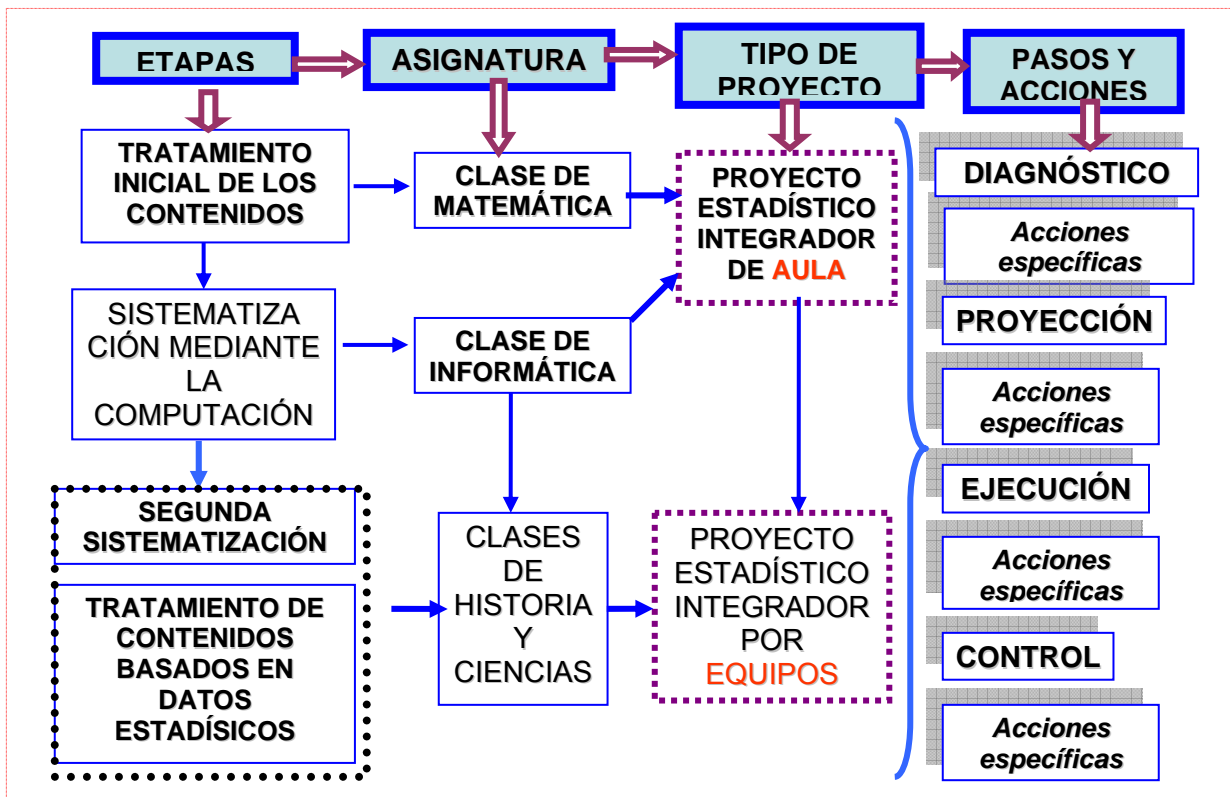 ETAPAS
ASIGNATURA
TIPO DE
PROYECTO
PASOS Y
ACCIONES
TRATAMIENTO
INICIAL DE LOS
CONTENIDOS
CLASE DE
MATEMÁTICA
PROYECTO
ESTADÍSTICO
INTEGRADOR
DE AULA
DIAGNÓSTICO
Acciones
específicas
SISTEMATIZA
CIÓN MEDIANTE
LA
COMPUTACIÓN
CLASE DE
INFORMÁTICA
PROYECCIÓN
Acciones
específicas
SEGUNDA
SISTEMATIZACIÓN
TRATAMIENTO DE
CONTENIDOS
BASADOS EN
DATOS
ESTADÍSICOS
CLASES
DE
HISTORIA
Y
CIENCIAS
PROYECTO
ESTADÍSTICO
INTEGRADOR
POR
EQUIPOS
EJECUCIÓN
Acciones
específicas
CONTROL
Acciones
específicas